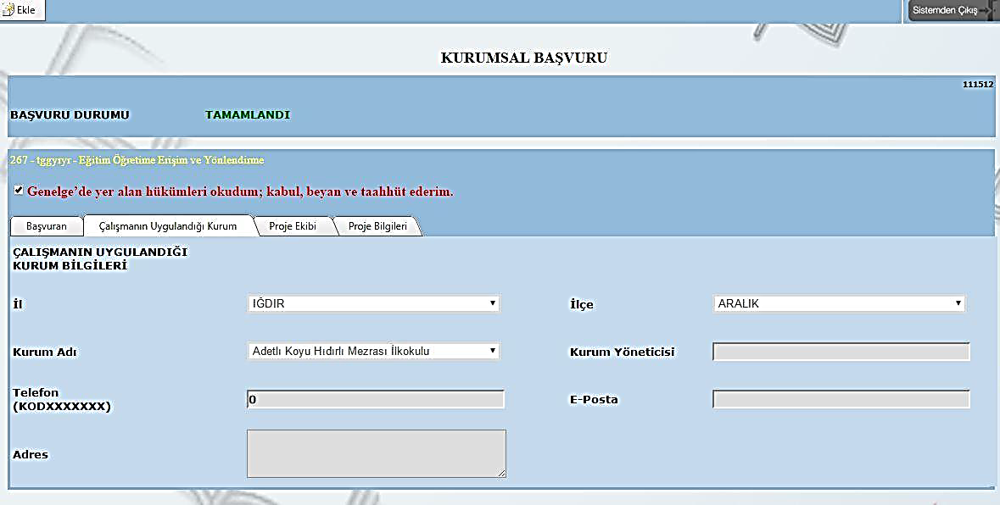 Ekle
Sistemden Çıkış
KURUMSAL BAŞVURU
111512
BAŞVURU DURUMU TAMAMLANDI
267 - tggyryr - Eğitim Öğretime Erişim ve Yönlendirme
Genelge’de yer alan hükümleri okudum; kabul, beyan ve taahhüt ederim.
Başvuran Çalışmanın Uygulandığı Kurum Proje Ekibi Proje Bilgileri
ÇALIŞMANIN UYGULANDIĞI
KURUM BİLGİLERİ
İl IĞDIR İlçe ARALIK
Kurum Adı Adetlı Koyu Hıdırlı Mezrası İlkokulu Kurum Yöneticisi
Telefon
(KODXXXXXXX) 0 E-Posta
Adres